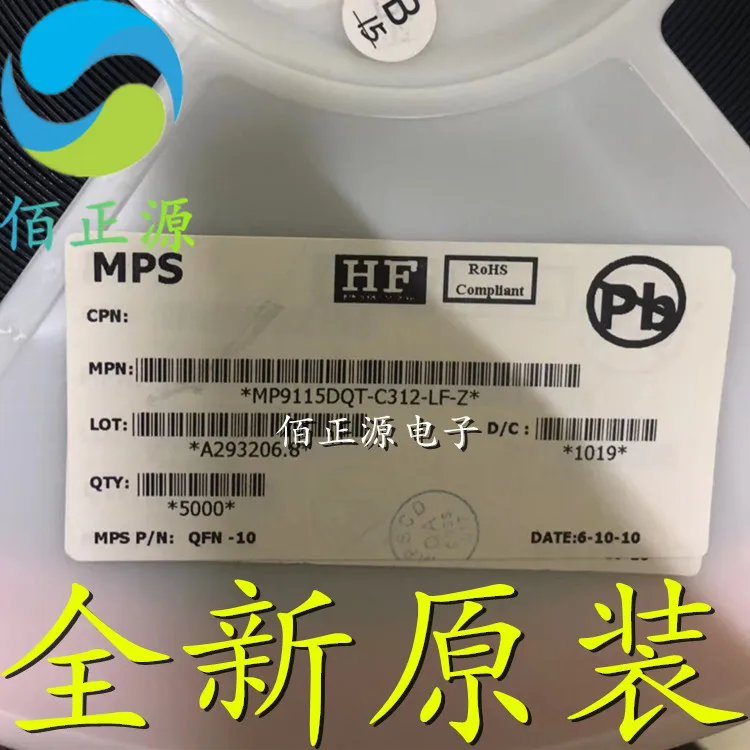 B
15
佰正源
MPS
HF
RoHS
Compliant
Pb
CPN:
MPN:
*MP9115DQT-C312-LF-Z*
LOT:
*A293206.8*
佰正源电子
D/C:
*1019*
QTY:
*5000*
MPS P/N: QFN -10
DATE:6-10-10
全新原装